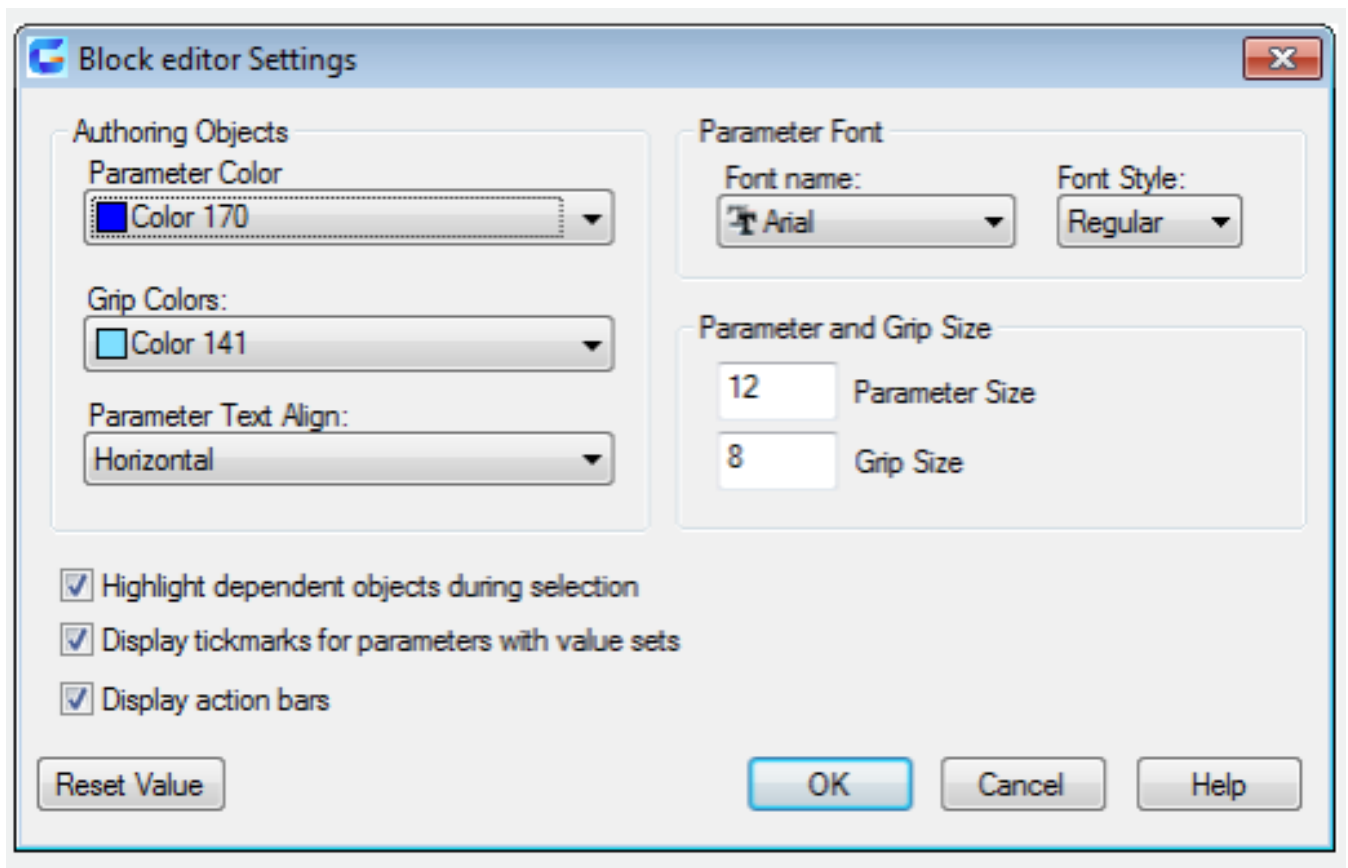 Block editor Settings
Authoring Objects
Parameter Color
Color 170
Grip Colors:
Color 141
Parameter Text Align:
Horizontal
Parameter Font
Font name:
Font Style:
Arial
Regular
Parameter and Grip Size
12 Parameter Size
8 Grip Size
Highlight dependent objects during selection
Display tickmarks for parameters with value sets
Display action bars
Reset Value
OK
Cancel
Help